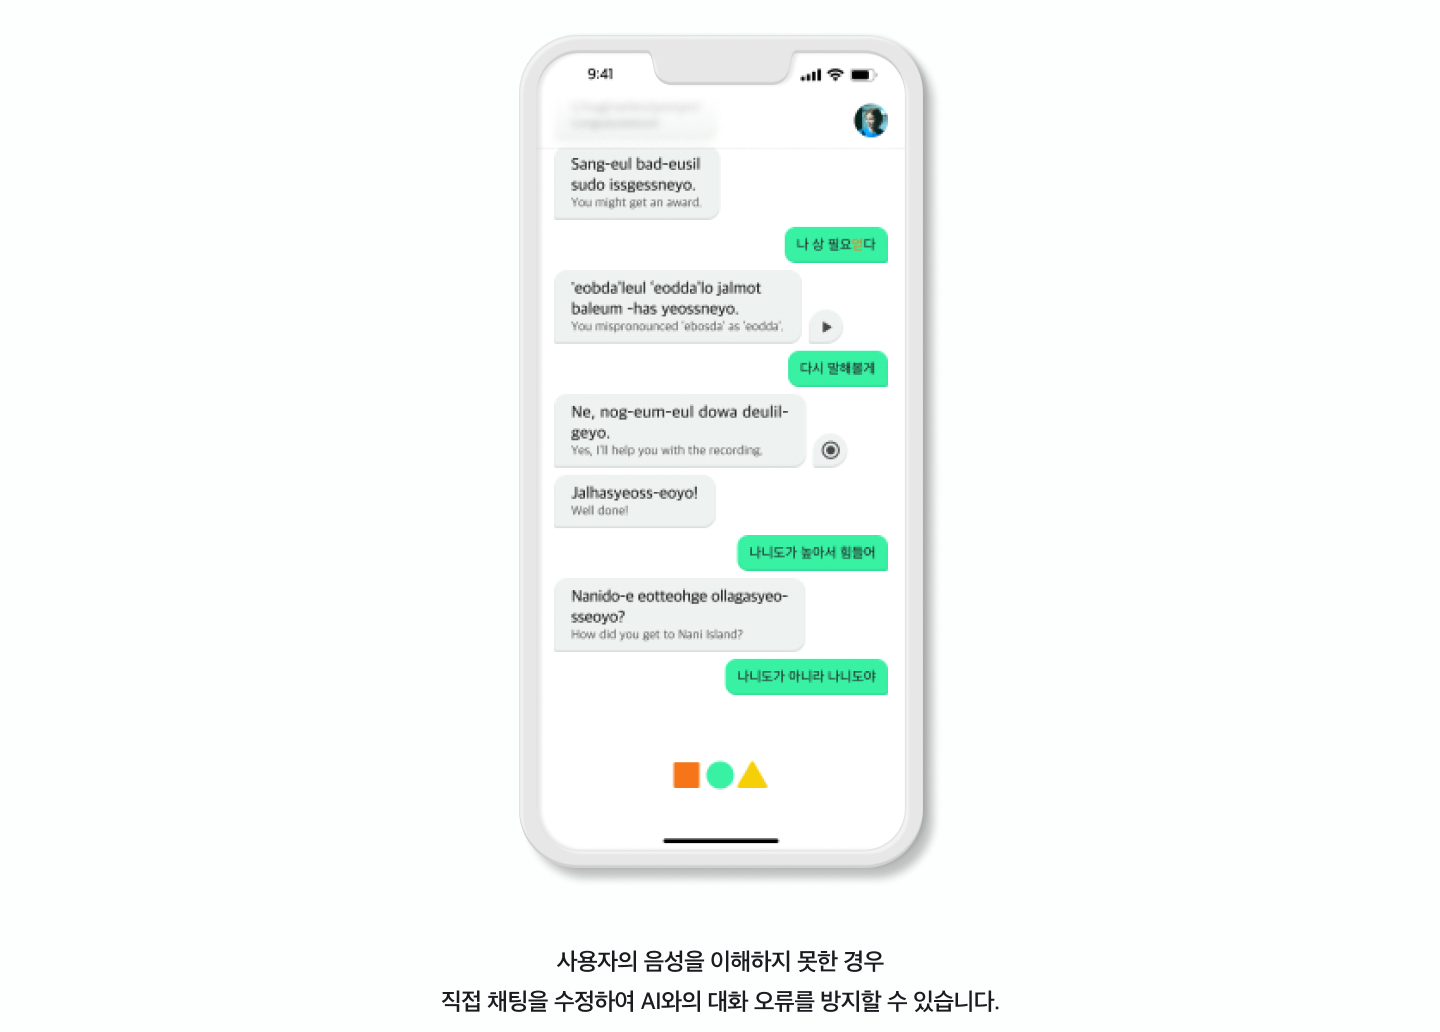 9:41
Sang-eul bad-eusil
sudo issgessneyo.
You might get an award.
나 상 필요업다
"eobda"leul "eodda"lo jalmot
baleum -has yeossneyo.
You mispronounced 'ebosda' as 'eodda'.
다시 말해볼게
Ne, nog-eum-eul dowa deulil-
geyo.
Yes, I'll help you with the recording.
Jalhasyeoss-eoyo!
Well done!
나니도가 높아서 힘들어
Nanido-e eotteohge ollagasyeo-
sseoyo?
How did you get to Nani Island?
나니도가 아니라 나니도야
사용자의 음성을 이해하지 못한 경우
직접 채팅을 수정하여 AI와의 대화 오류를 방지할 수 있습니다.